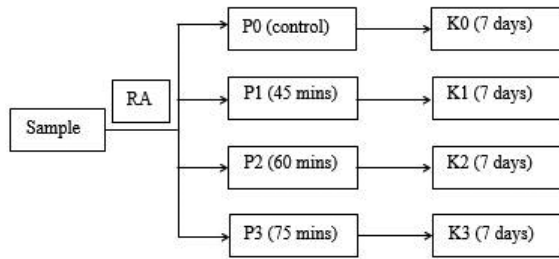 P0 (control)
K0 (7 days)
RA
P1 (45 mins)
K1 (7 days)
Sample
P2 (60 mins)
K2 (7 days)
P3 (75 mins)
K3 (7 days)